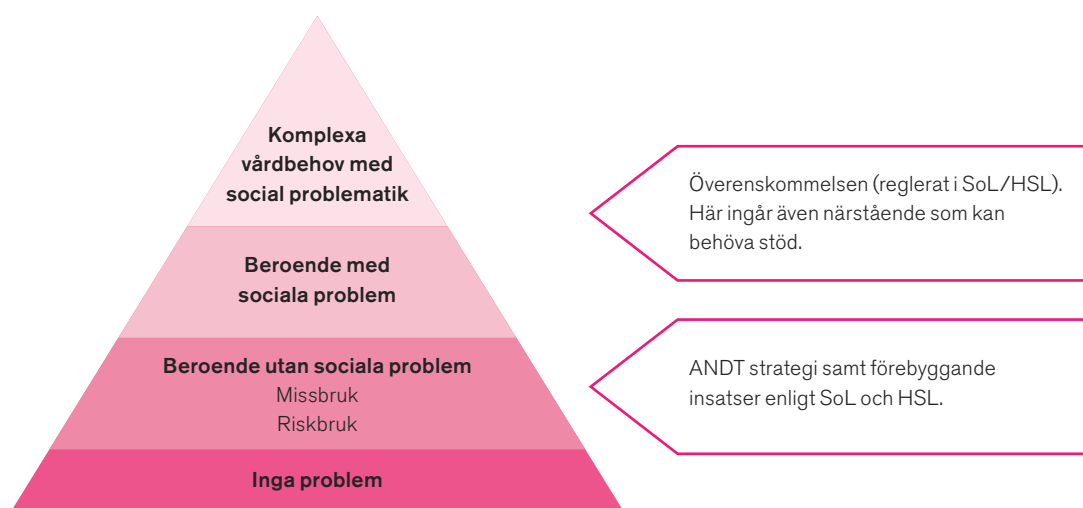 Komplexa
vårdbehov med
social problematik
Beroende med
sociala problem
Beroende utan sociala problem
Missbruk
Riskbruk
Inga problem
Överenskommelsen (reglerat i SoL/HSL).
Här ingår även närstående som kan
behöva stöd.
ANDT strategi samt förebyggande
insatser enligt SoL och HSL.